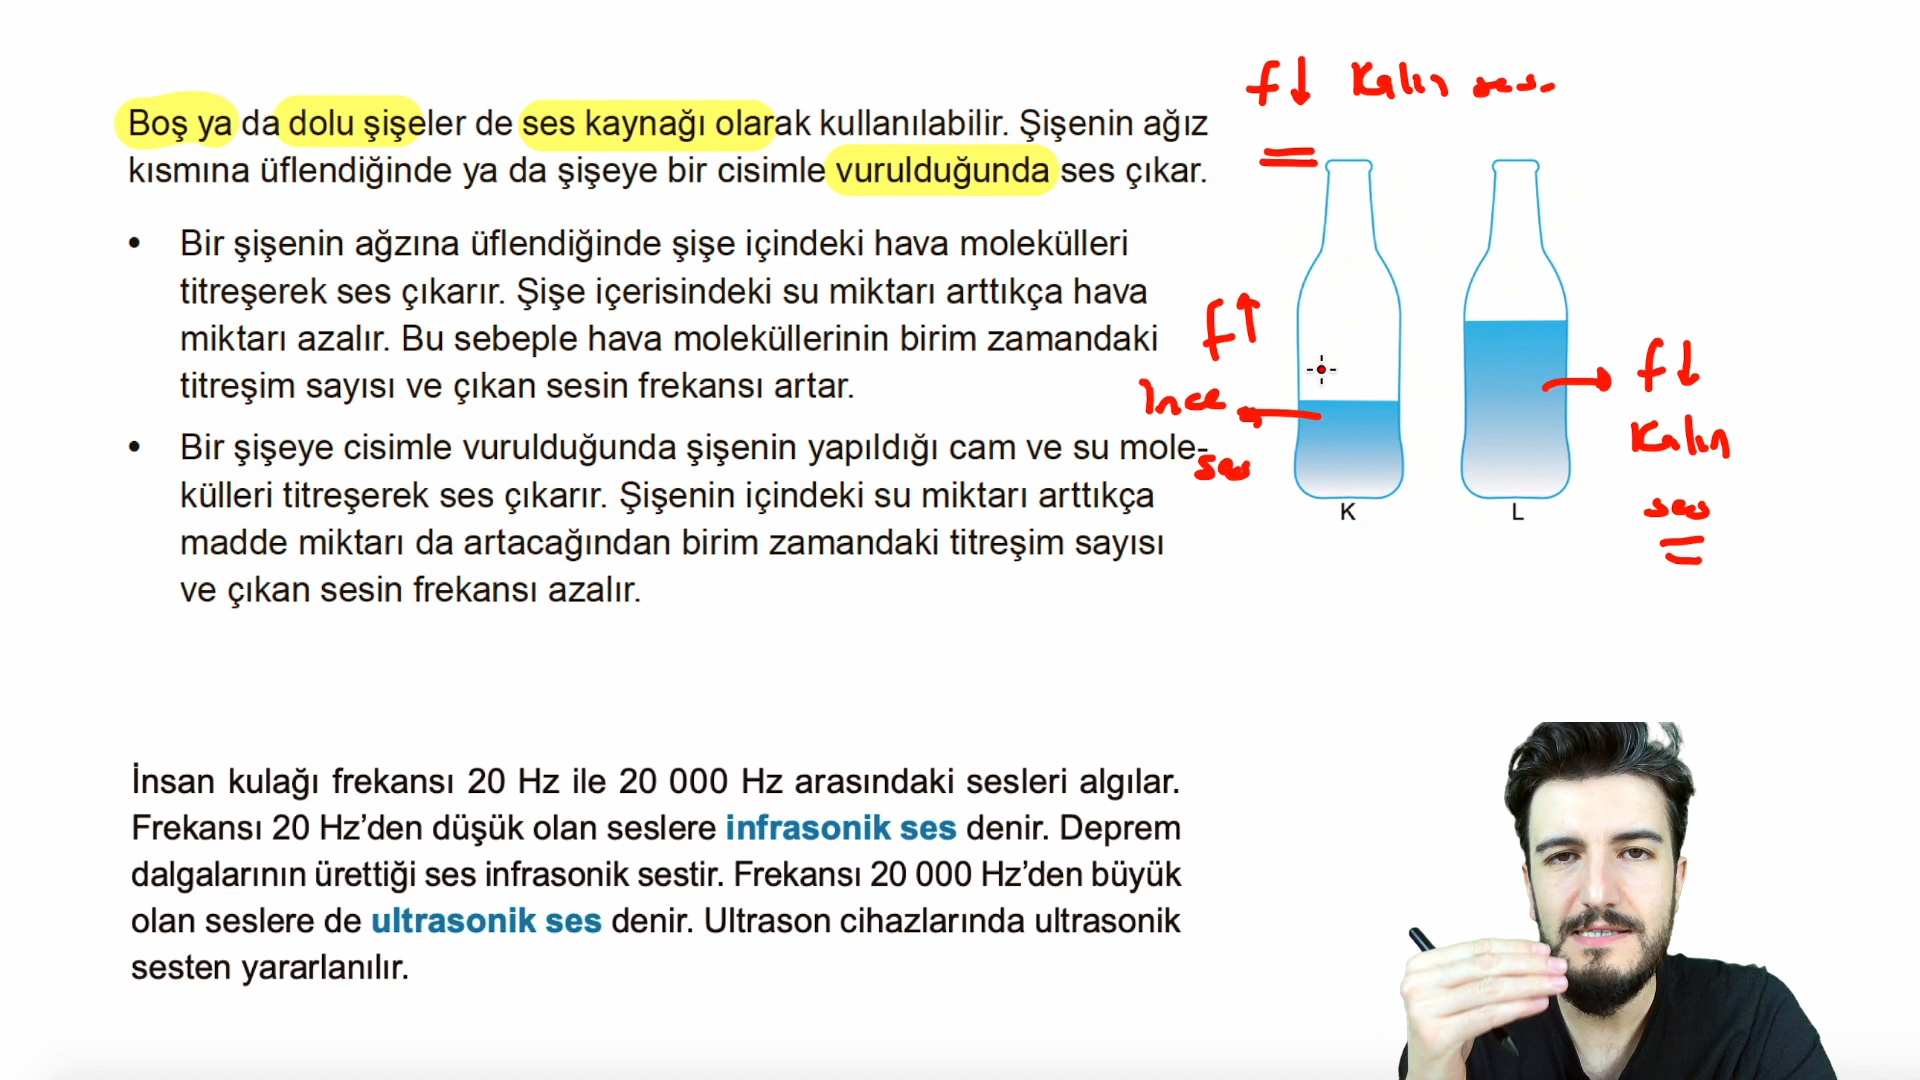 Boş ya da dolu şişeler de ses kaynağı olarak kullanılabilir. Şişenin ağız
kısmına üflendiğinde ya da şişeye bir cisimle vurulduğunda ses çıkar.
• Bir şişenin ağzına üflendiğinde şişe içindeki hava molekülleri
titreşerek ses çıkarır. Şişe içerisindeki su miktarı arttıkça hava
miktarı azalır. Bu sebeple hava moleküllerinin birim zamandaki
titreşim sayısı ve çıkan sesin frekansı artar.
• Bir şişeye cisimle vurulduğunda şişenin yapıldığı cam ve su mole-
külleri titreşerek ses çıkarır. Şişenin içindeki su miktarı arttıkça
madde miktarı da artacağından birim zamandaki titreşim sayısı
ve çıkan sesin frekansı azalır.
f↓ Kalın ses.
f↑
İnce
ses
K
L
f↓
Kalın
ses
İnsan kulağı frekansı 20 Hz ile 20 000 Hz arasındaki sesleri algılar.
Frekansı 20 Hz’den düşük olan seslere infrasonik ses denir. Deprem
dalgalarının ürettiği ses infrasonik sestir. Frekansı 20 000 Hz’den büyük
olan seslere de ultrasonik ses denir. Ultrason cihazlarında ultrasonik
sesten yararlanılır.